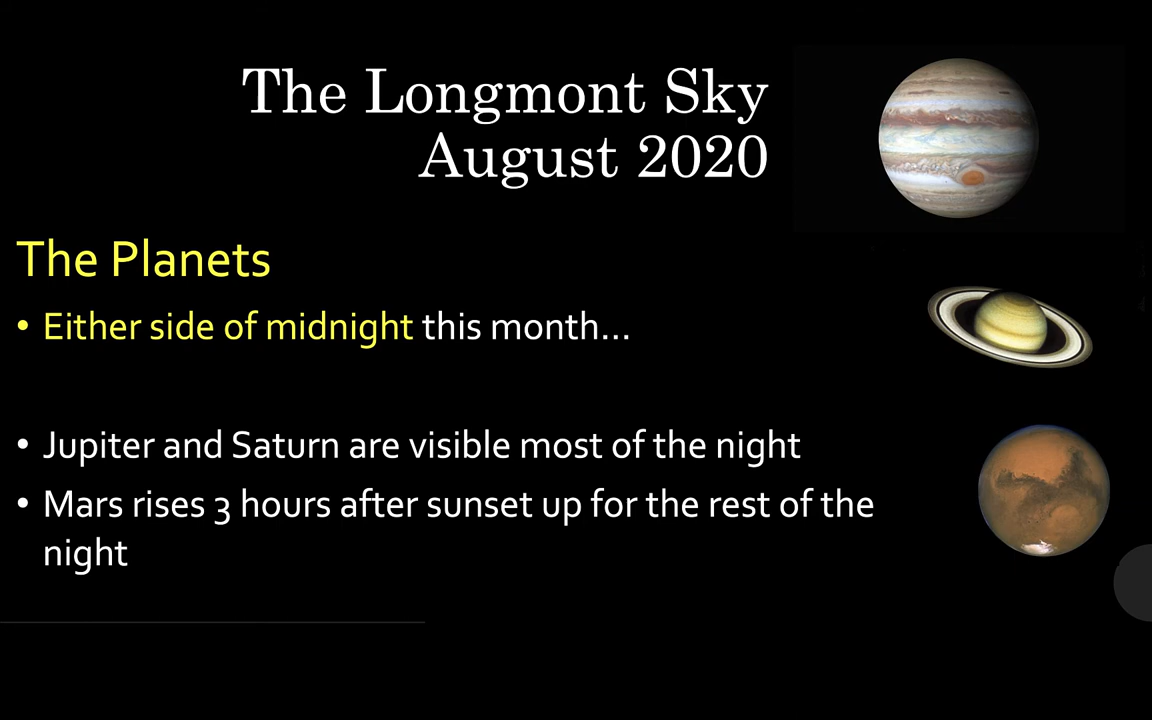 The Longmont Sky
August 2020
The Planets
• Either side of midnight this month...
• Jupiter and Saturn are visible most of the night
• Mars rises 3 hours after sunset up for the rest of the
night